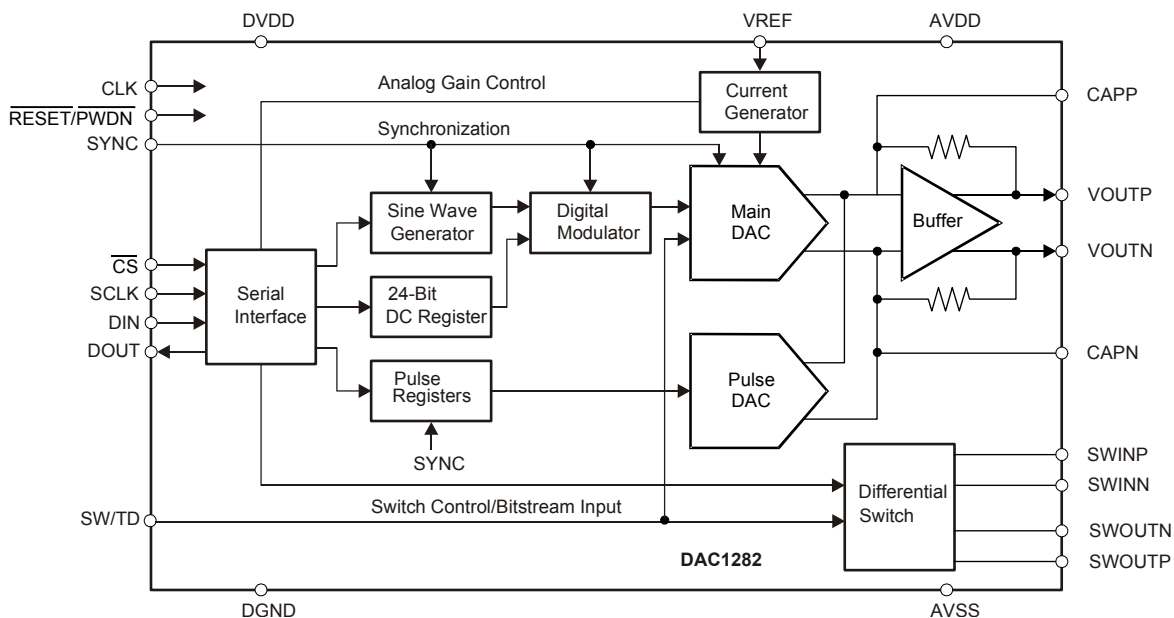 DVDD
VREF
AVDD
CLK
RESET/PWDN
SYNC
Analog Gain Control
Synchronization
Current
Generator
CAPP
Sine Wave
Generator
Digital
Modulator
Main
DAC
Buffer
VOUTP
VOUTN
CS
SCLK
DIN
DOUT
Serial
Interface
24-Bit
DC Register
Pulse
Registers
SYNC
Pulse
DAC
CAPN
SW/TD
Switch Control/Bitstream Input
Differential
Switch
SWINP
SWINN
SWOUTN
SWOUTP
DAC1282
DGND
AVSS